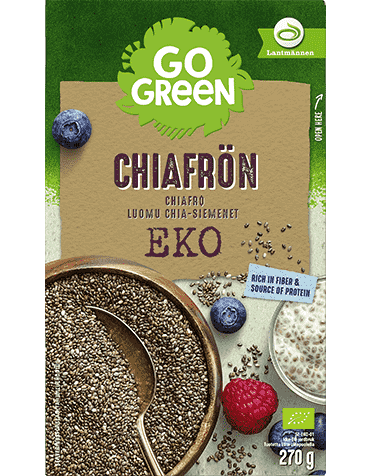 GO
GREEN
Lantmännen
OPEN HERE
CHIAFRÖN
CHIAFRO
LUOMU CHIA-SIEMENET
EKO
RICH IN FIBER &
SOURCE OF PROTEIN
270 g